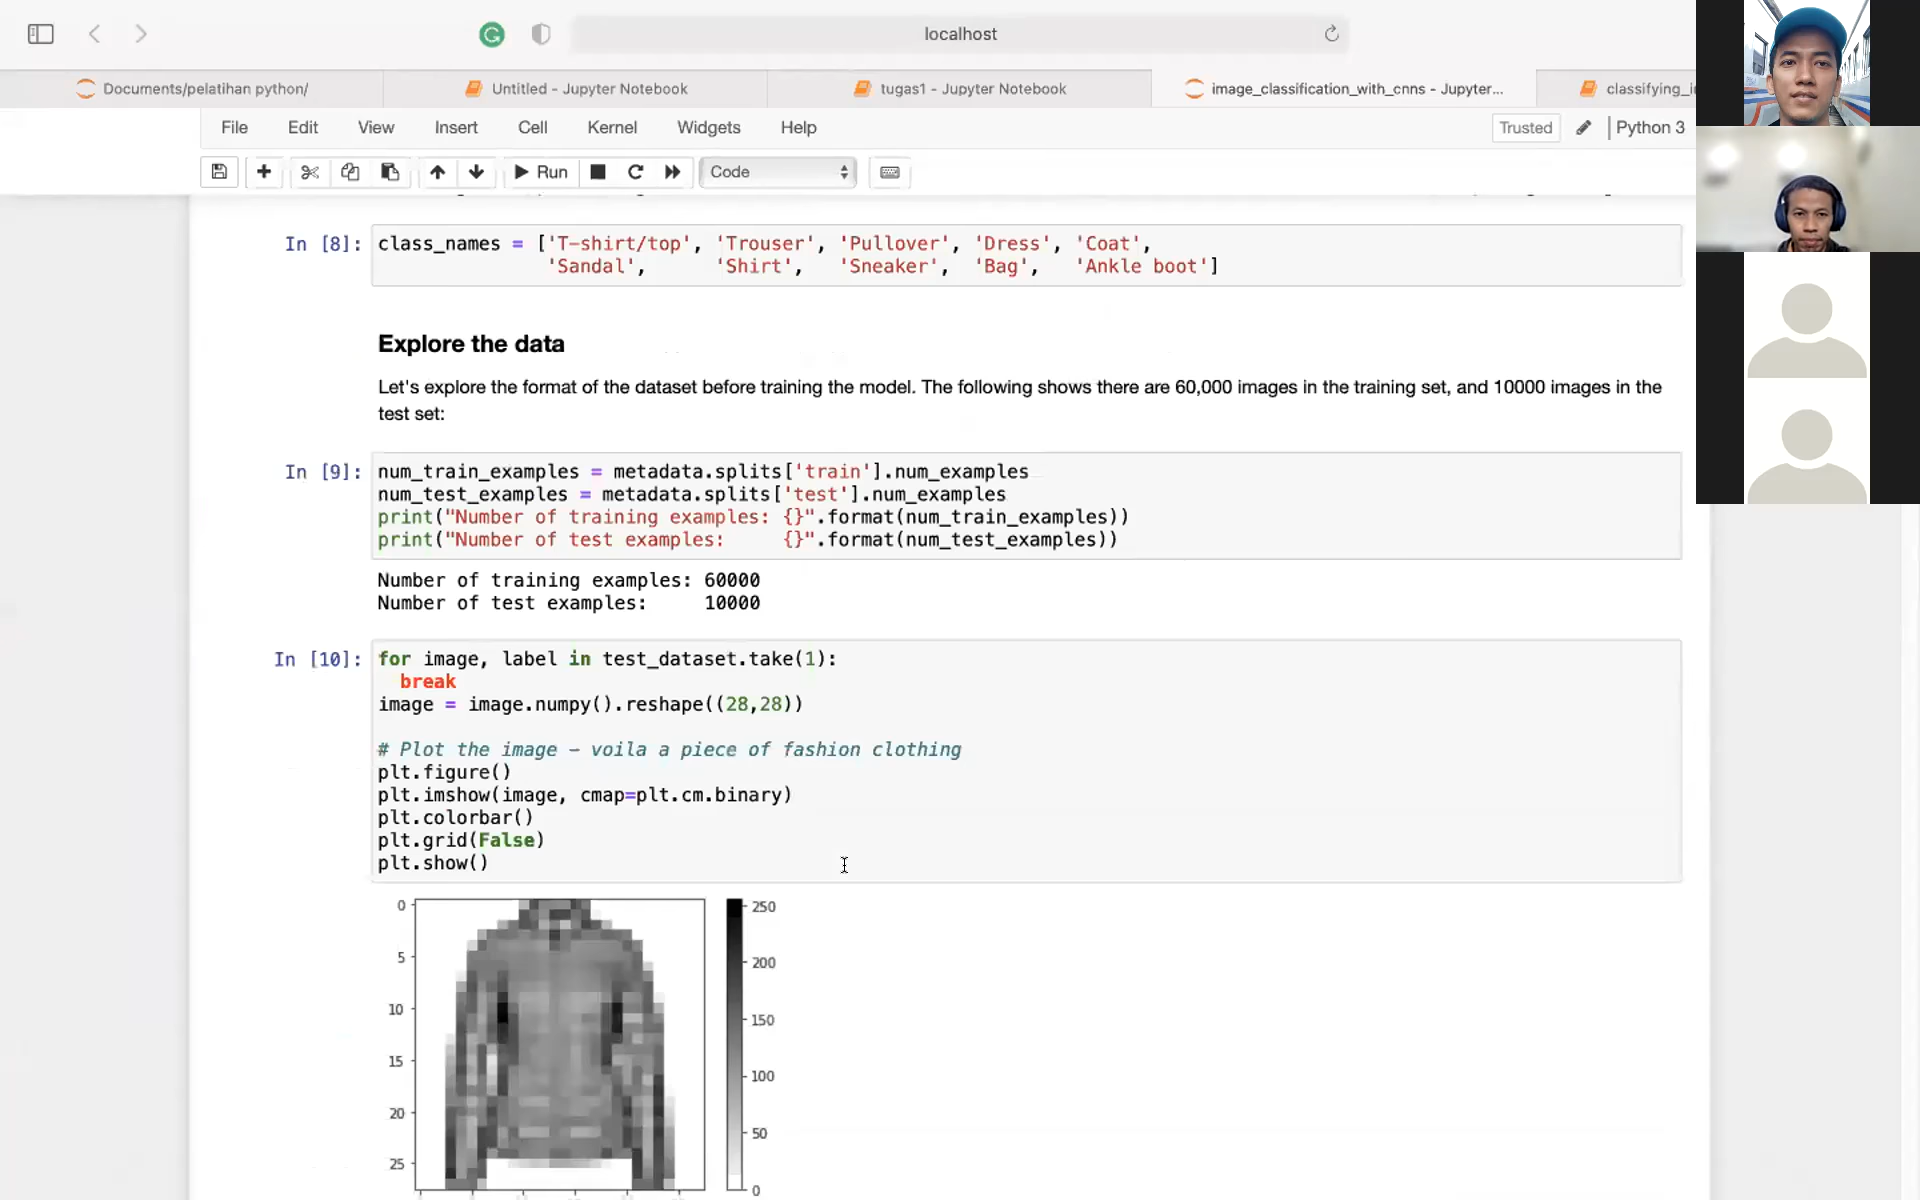 localhost
Documents/pelatihan python/
Untitled - Jupyter Notebook
tugas1 - Jupyter Notebook
image_classification_with_cnns - Jupyter...
File Edit View Insert Cell Kernel Widgets Help
Trusted
Python 3
Run
Code
In [8]: class_names = ['T-shirt/top', 'Trouser', 'Pullover', 'Dress', 'Coat',
'Sandal', 'Shirt', 'Sneaker', 'Bag', 'Ankle boot']
Explore the data
Let's explore the format of the dataset before training the model. The following shows there are 60,000 images in the training set, and 10000 images in the
test set:
In [9]: num_train_examples = metadata.splits['train'].num_examples
num_test_examples = metadata.splits['test'].num_examples
print("Number of training examples: {}".format(num_train_examples))
print("Number of test examples:     {}".format(num_test_examples))
Number of training examples: 60000
Number of test examples:     10000
In [10]: for image, label in test_dataset.take(1):
break
image = image.numpy().reshape((28,28))
# Plot the image - voila a piece of fashion clothing
plt.figure()
plt.imshow(image, cmap=plt.cm.binary)
plt.colorbar()
plt.grid(False)
plt.show()
0
5
10
15
20
25
250
200
150
100
50
0